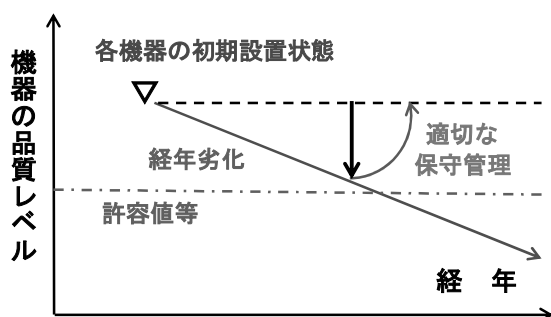 各機器の初期設置状態
機器の品質レベル
適切な
保守管理
経年劣化
許容値等
経 年